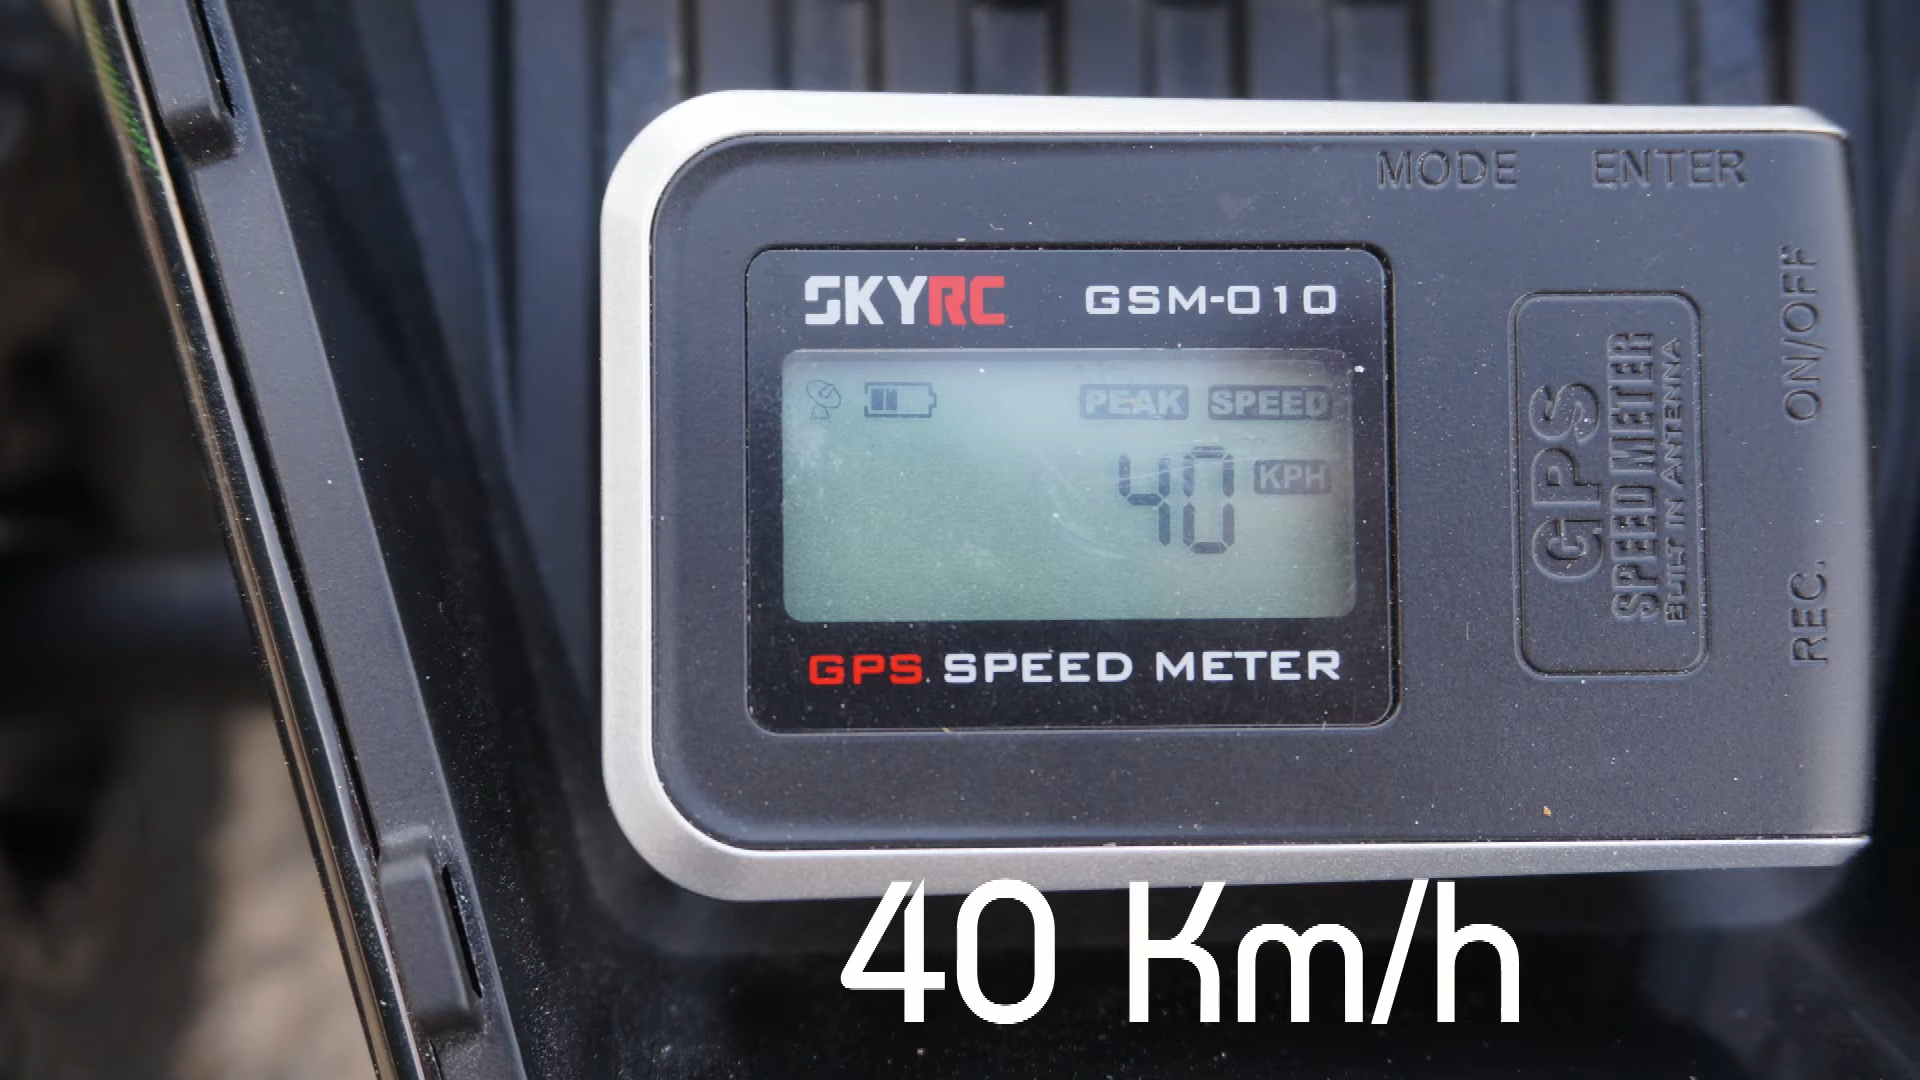 MODE ENTER
SKYRC GSM-010
PEAK SPEED
40 KPH
GPS SPEED METER
GPS
SPEED METER
BUILT IN ANTENNA
ON/OFF
REC.
40 Km/h